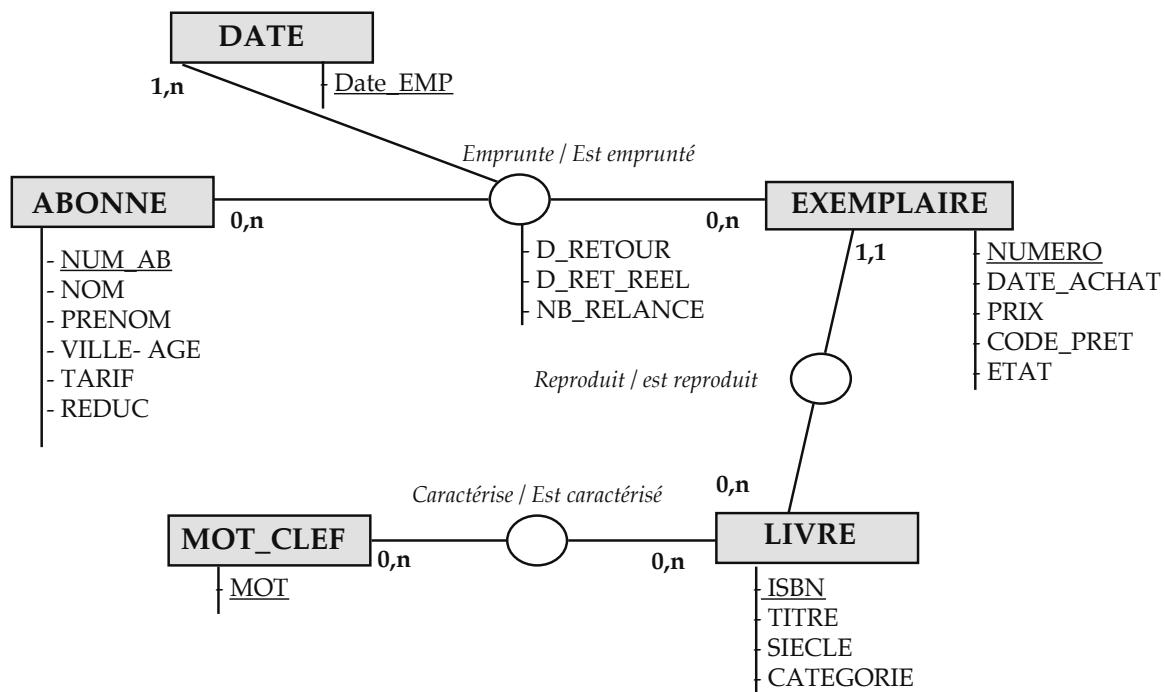 DATE
- Date_EMP
1,n
Emprunte / Est emprunté
ABONNE
0,n
0,n
EXEMPLAIRE
- NUM_AB
- NOM
- PRENOM
- VILLE- AGE
- TARIF
- REDUC
- D_RETOUR
- D_RET_REEL
- NB_RELANCE
1,1
- NUMERO
- DATE_ACHAT
- PRIX
- CODE_PRET
- ETAT
Reproduit / est reproduit
0,n
Caractérise / Est caractérisé
MOT_CLEF
0,n
0,n
LIVRE
- MOT
- ISBN
- TITRE
- SIECLE
- CATEGORIE